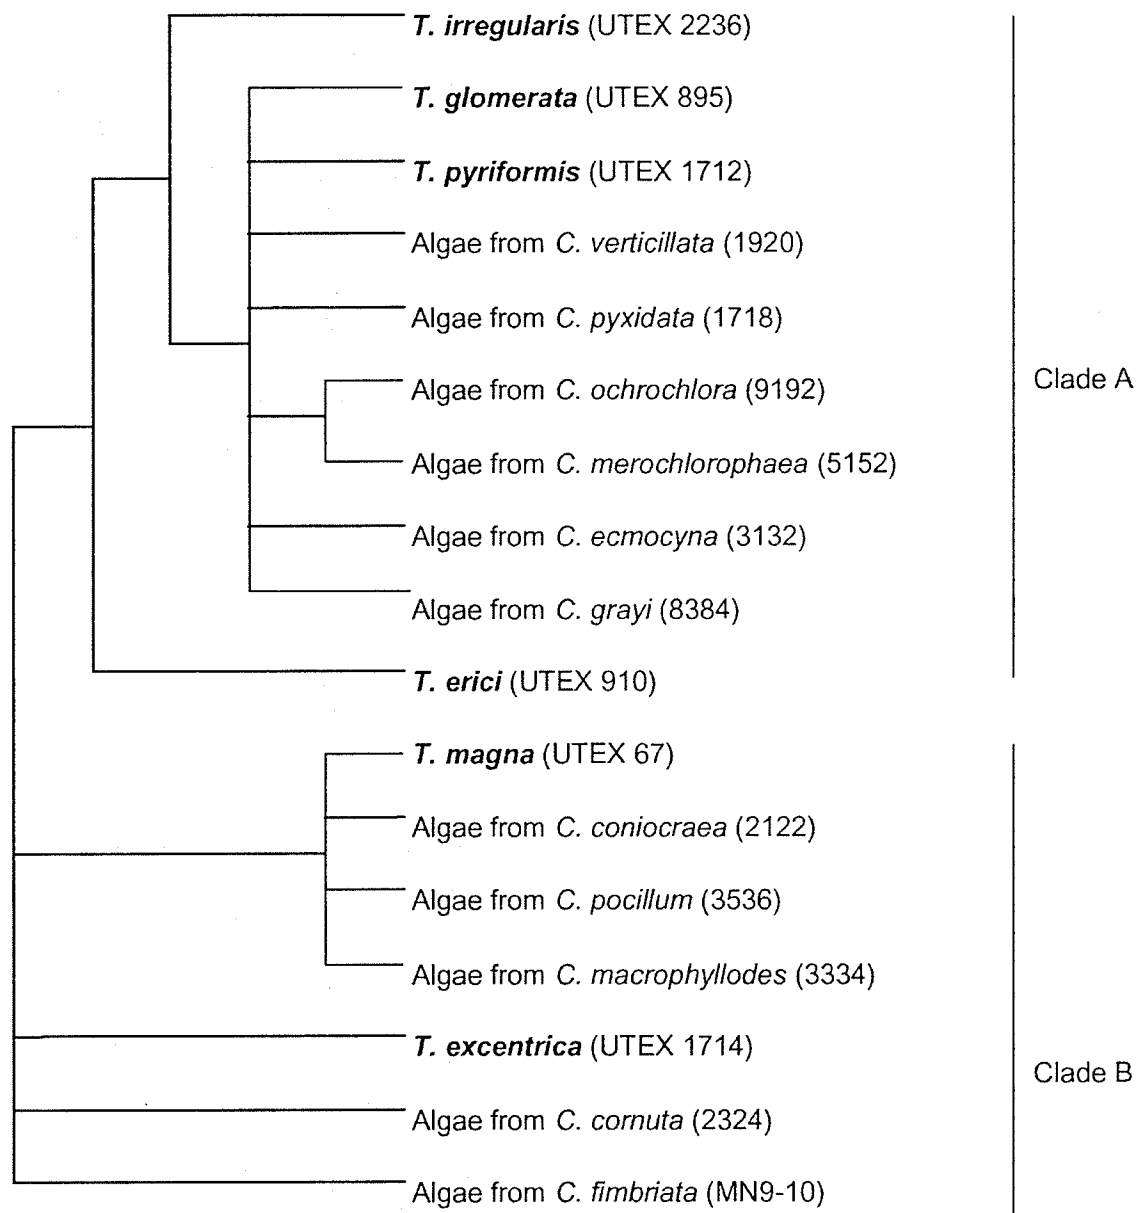 T. irregularis (UTEX 2236)
T. glomerata (UTEX 895)
T. pyriformis (UTEX 1712)
Algae from C. verticillata (1920)
Algae from C. pyxidata (1718)
Clade A
Algae from C. ochrochlora (9192)
Algae from C. merochlorophaea (5152)
Algae from C. ecmocyna (3132)
Algae from C. grayi (8384)
T. erici (UTEX 910)
T. magna (UTEX 67)
Algae from C. coniocraea (2122)
Algae from C. pocillum (3536)
Algae from C. macrophyllodes (3334)
T. excentrica (UTEX 1714)
Clade B
Algae from C. cornuta (2324)
Algae from C. fimbriata (MN9-10)